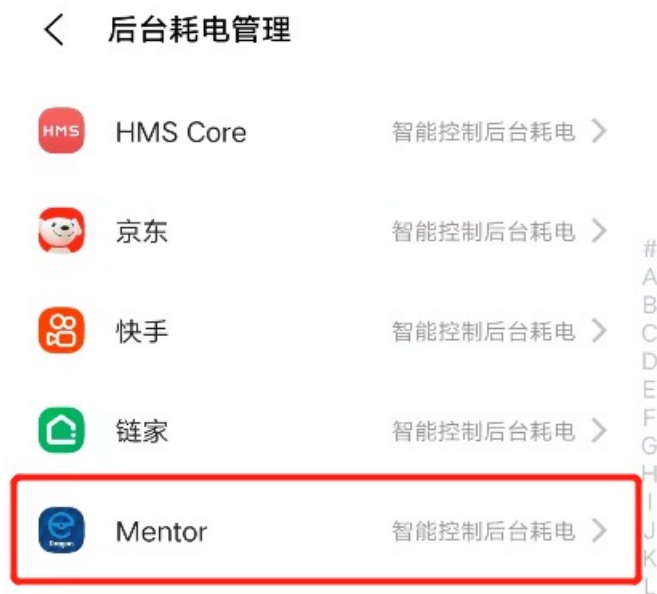 后台耗电管理
HMS
HMS Core 智能控制后台耗电
京东 智能控制后台耗电
快手 智能控制后台耗电
链家 智能控制后台耗电
Mentor 智能控制后台耗电
Dragon
#
A
B
C
D
E
F
G
H
I
J
K
L